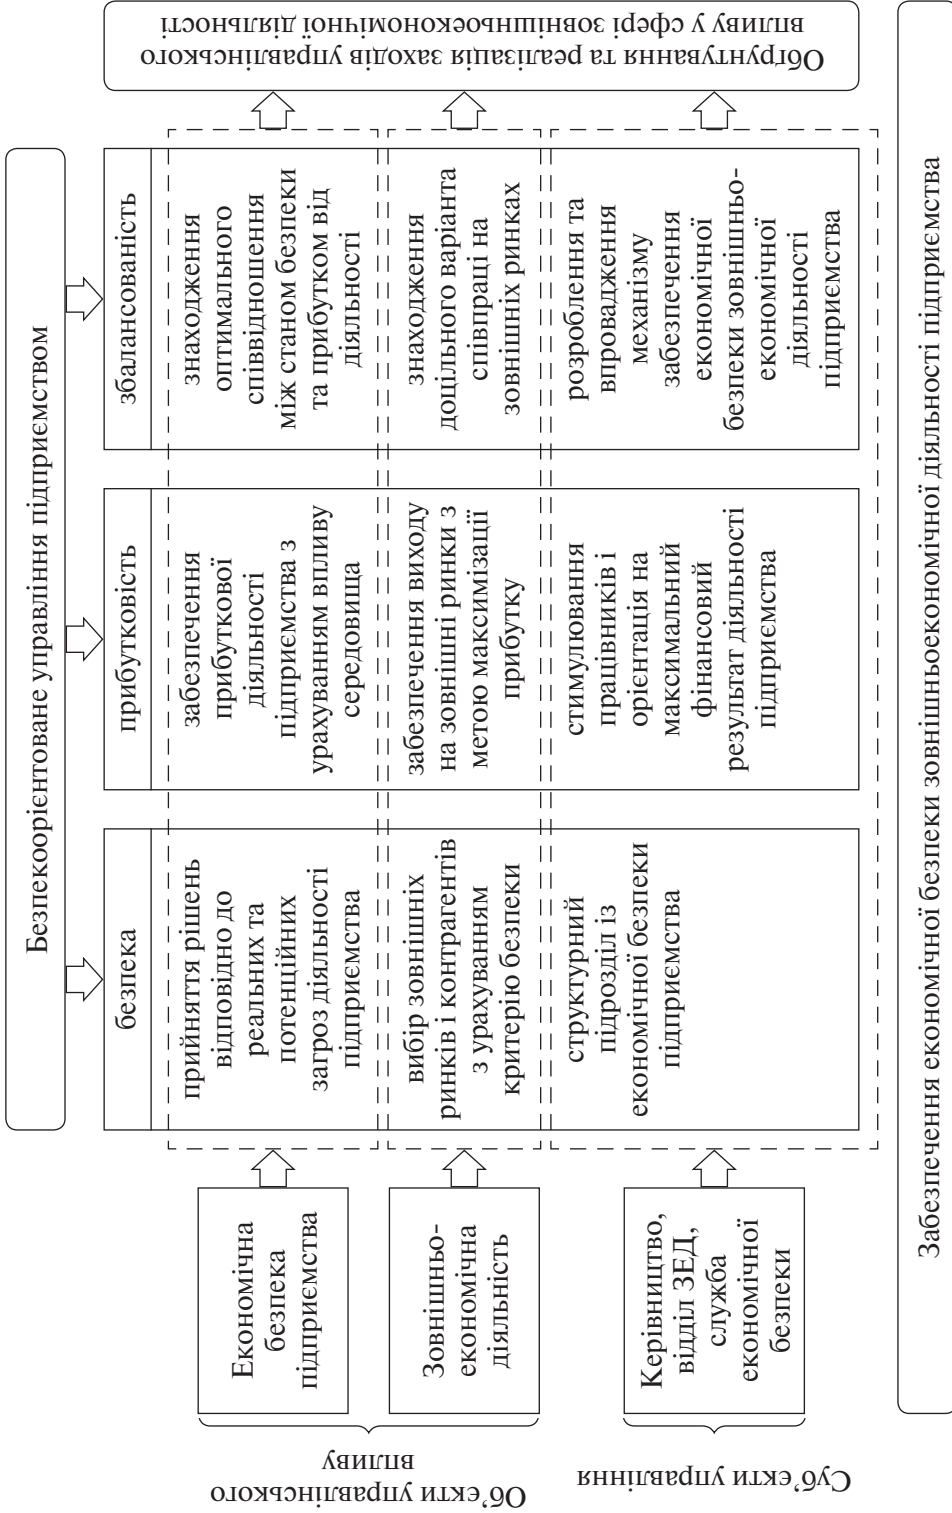 Безпекоорієнтоване управління підприємством
безпека
прибутковість
збалансованість
Об’єкти управлінського
впливу
Економічна
безпека
підприємства
прийняття рішень
відповідно до
реальних та
потенційних
загроз діяльності
підприємства
забезпечення
прибуткової
діяльності
підприємства з
урахуванням впливу
середовища
знаходження
оптимального
співвідношення
між станом безпеки
та прибутком від
діяльності
Зовнішньо-
економічна
діяльність
вибір зовнішніх
ринків і контрагентів
з урахуванням
критерію безпеки
забезпечення виходу
на зовнішні ринки з
метою максимізації
прибутку
знаходження
доцільного варіанта
співпраці на
зовнішніх ринках
Суб’єкти управління
Керівництво,
відділ ЗЕД,
служба
економічної
безпеки
структурний
підрозділ із
економічної безпеки
підприємства
стимулювання
працівників і
орієнтація на
максимальний
фінансовий
результат діяльності
підприємства
розроблення та
впровадження
механізму
забезпечення
економічної
безпеки зовнішньо-
економічної
діяльності
підприємства
Обґрунтування та реалізація заходів управлінського
впливу у сфері зовнішньоекономічної діяльності
Забезпечення економічної безпеки зовнішньоекономічної діяльності підприємства